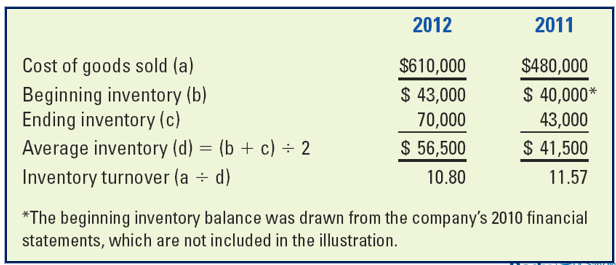 2012 2011
Cost of goods sold (a) $610,000 $480,000
Beginning inventory (b) $ 43,000 $ 40,000*
Ending inventory (c) 70,000 43,000
Average inventory (d) = (b + c) ÷ 2 $ 56,500 $ 41,500
Inventory turnover (a ÷ d) 10.80 11.57
*The beginning inventory balance was drawn from the company's 2010 financial
statements, which are not included in the illustration.